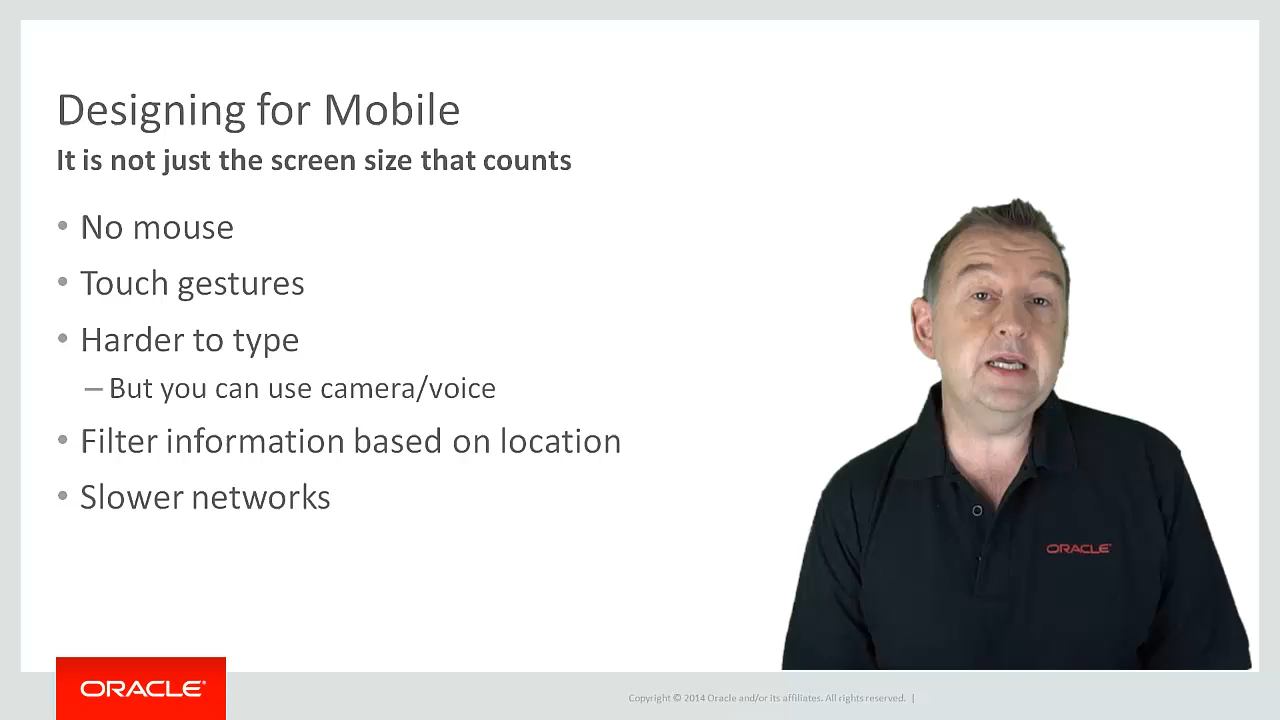 Designing for Mobile
It is not just the screen size that counts
• No mouse
• Touch gestures
• Harder to type
– But you can use camera/voice
• Filter information based on location
• Slower networks
ORACLE®
ORACLE®
Copyright © 2014 Oracle and/or its affiliates. All rights reserved. |